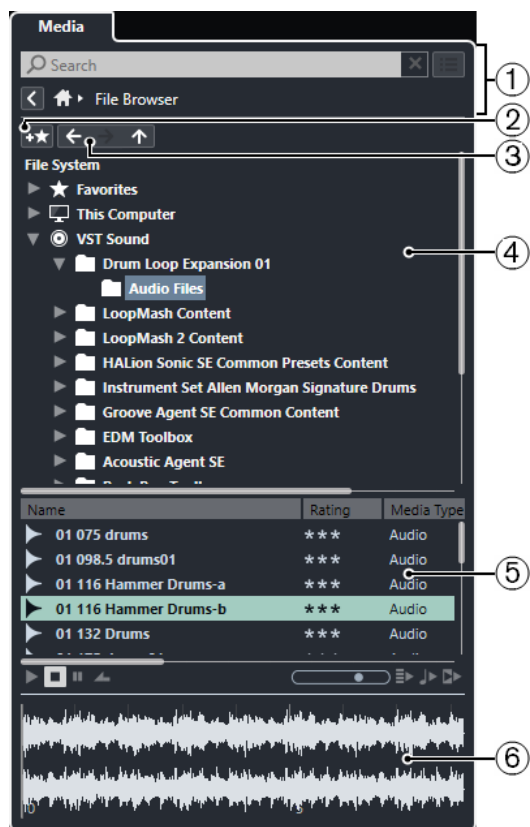 Media
Search
①
File Browser
②
③
File System
Favorites
This Computer
VST Sound
④
Drum Loop Expansion 01
Audio Files
LoopMash Content
LoopMash 2 Content
HALion Sonic SE Common Presets Content
Instrument Set Allen Morgan Signature Drums
Groove Agent SE Common Content
EDM Toolbox
Acoustic Agent SE
Name Rating Media Type
01 075 drums *** Audio
01 098.5 drums01 *** Audio
01 116 Hammer Drums-a *** Audio
⑤
01 116 Hammer Drums-b *** Audio
01 132 Drums *** Audio
⑥